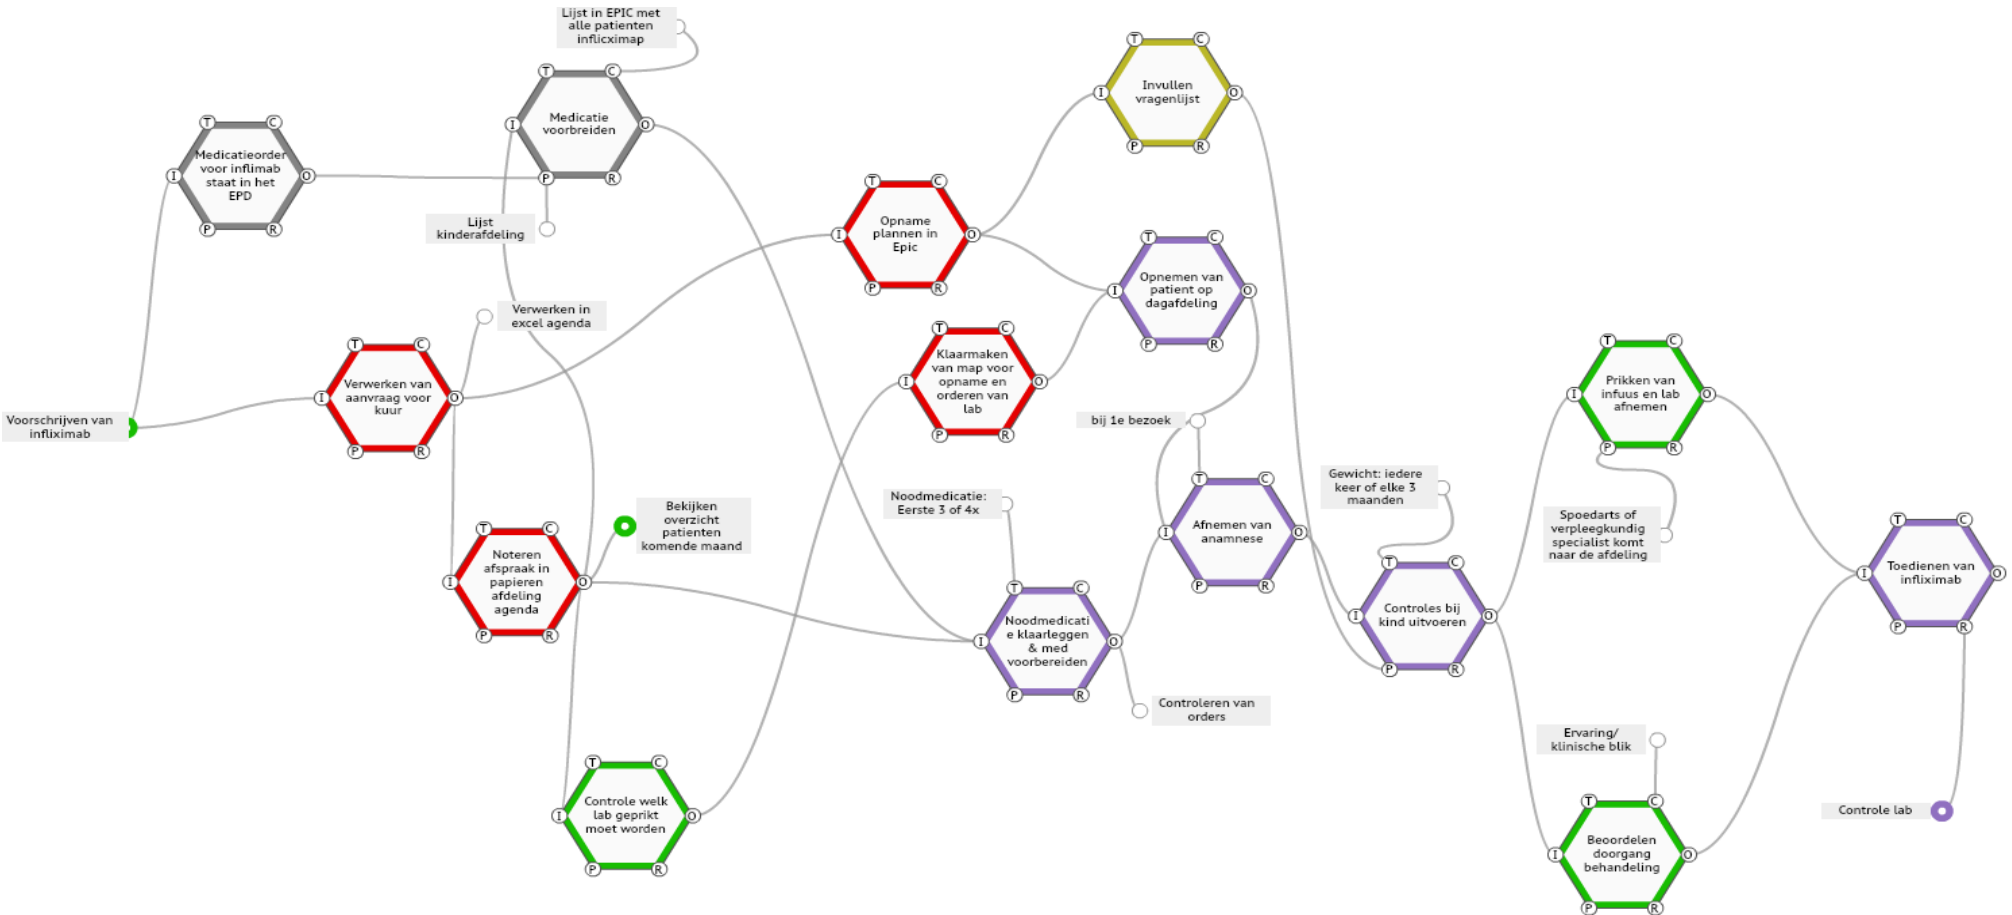 Lijst in EPIC met
alle patienten
inflicximap
T
C
Medicatie
voorbreiden
I
O
P
R
Lijst
kinderafdeling
T
C
Medicatieorder
voor inflimab
staat in het
EPD
I
O
P
R
T
C
Invullen
vragenlijst
I
O
P
R
T
C
Opname
plannen in
Epic
I
O
P
R
T
C
Opnemen van
patient op
dagafdeling
I
O
P
R
Verwerken in
excel agenda
Voorschrijven van
infliximab
T
C
Verwerken van
aanvraag voor
kuur
I
O
P
R
T
C
Klaarmaken
van map voor
opname en
orderen van
lab
I
O
P
R
bij 1e bezoek
T
C
Afnemen van
anamnese
I
O
P
R
Bekijken
overzicht
patienten
komende maand
T
C
Noteren
afspraak in
papieren
afdeling
agenda
I
O
P
R
Noodmedicatie:
Eerste 3 of 4x
T
C
Noodmedicati
e klaarleggen
& med
voorbereiden
I
O
P
R
Controleren van
orders
Gewicht: iedere
keer of elke 3
maanden
T
C
Controles bij
kind uitvoeren
I
O
P
R
T
C
Prikken van
infuus en lab
afnemen
I
O
P
R
Spoedarts of
verpleegkundig
specialist komt
naar de afdeling
T
C
Toedienen van
infliximab
I
O
P
R
Controle lab
T
C
Controle welk
lab geprikt
moet worden
I
O
P
R
Ervaring/
klinische blik
T
C
Beoordelen
doorgang
behandeling
I
O
P
R